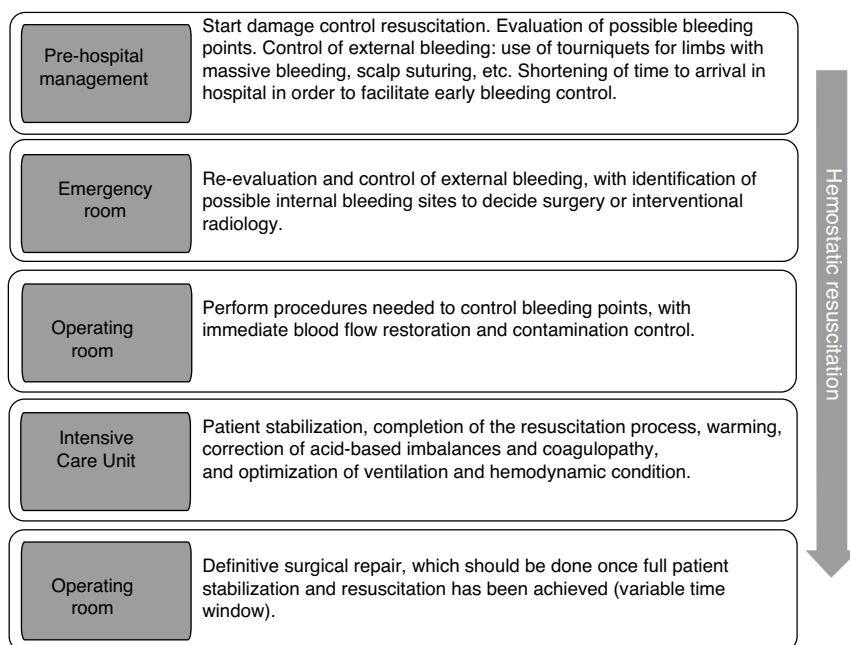 Pre-hospital
management
Start damage control resuscitation. Evaluation of possible bleeding
points. Control of external bleeding: use of tourniquets for limbs with
massive bleeding, scalp suturing, etc. Shortening of time to arrival in
hospital in order to facilitate early bleeding control.
Emergency
room
Re-evaluation and control of external bleeding, with identification of
possible internal bleeding sites to decide surgery or interventional
radiology.
Operating
room
Perform procedures needed to control bleeding points, with
immediate blood flow restoration and contamination control.
Intensive
Care Unit
Patient stabilization, completion of the resuscitation process, warming,
correction of acid-based imbalances and coagulopathy,
and optimization of ventilation and hemodynamic condition.
Operating
room
Definitive surgical repair, which should be done once full patient
stabilization and resuscitation has been achieved (variable time
window).
Hemostatic resuscitation